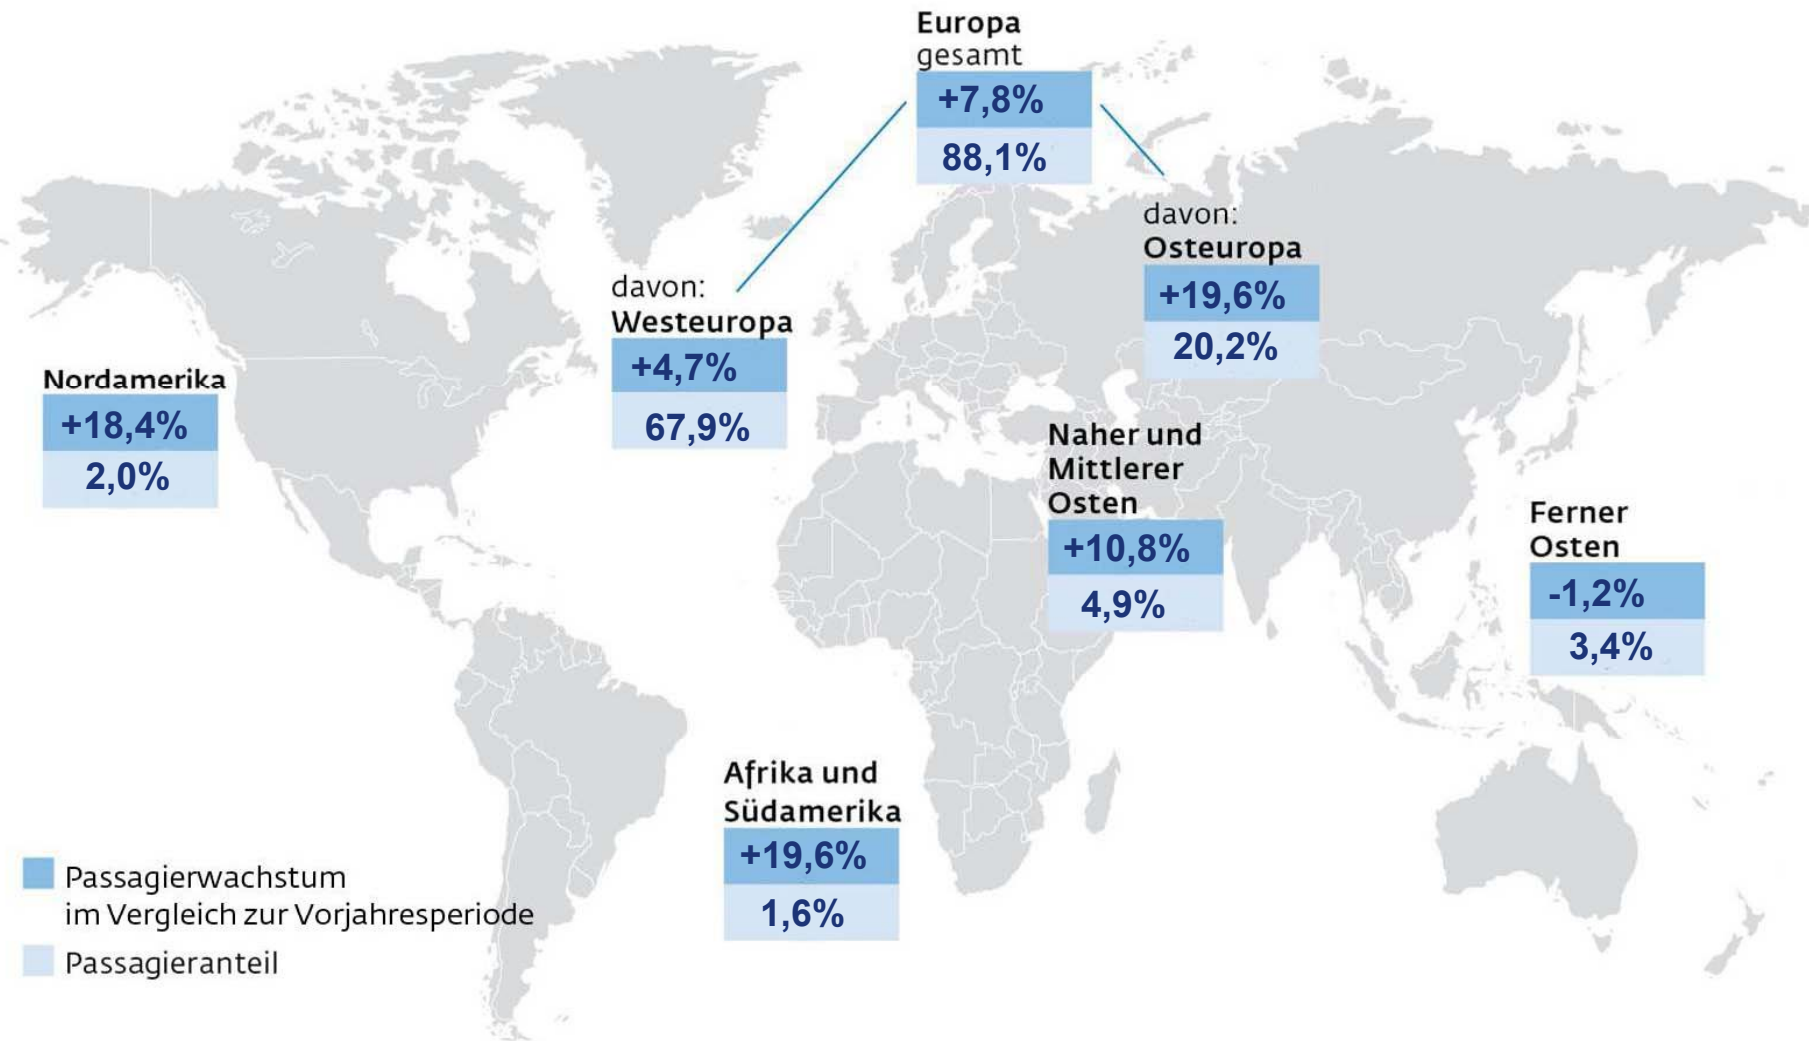 Europa
gesamt
+7,8%
88,1%
davon:
Osteuropa
+19,6%
20,2%
davon:
Westeuropa
+4,7%
67,9%
Nordamerika
+18,4%
2,0%
Naher und
Mittlerer
Osten
+10,8%
4,9%
Ferner
Osten
-1,2%
3,4%
Afrika und
Südamerika
+19,6%
1,6%
Passagierwachstum
im Vergleich zur Vorjahresperiode
Passagieranteil